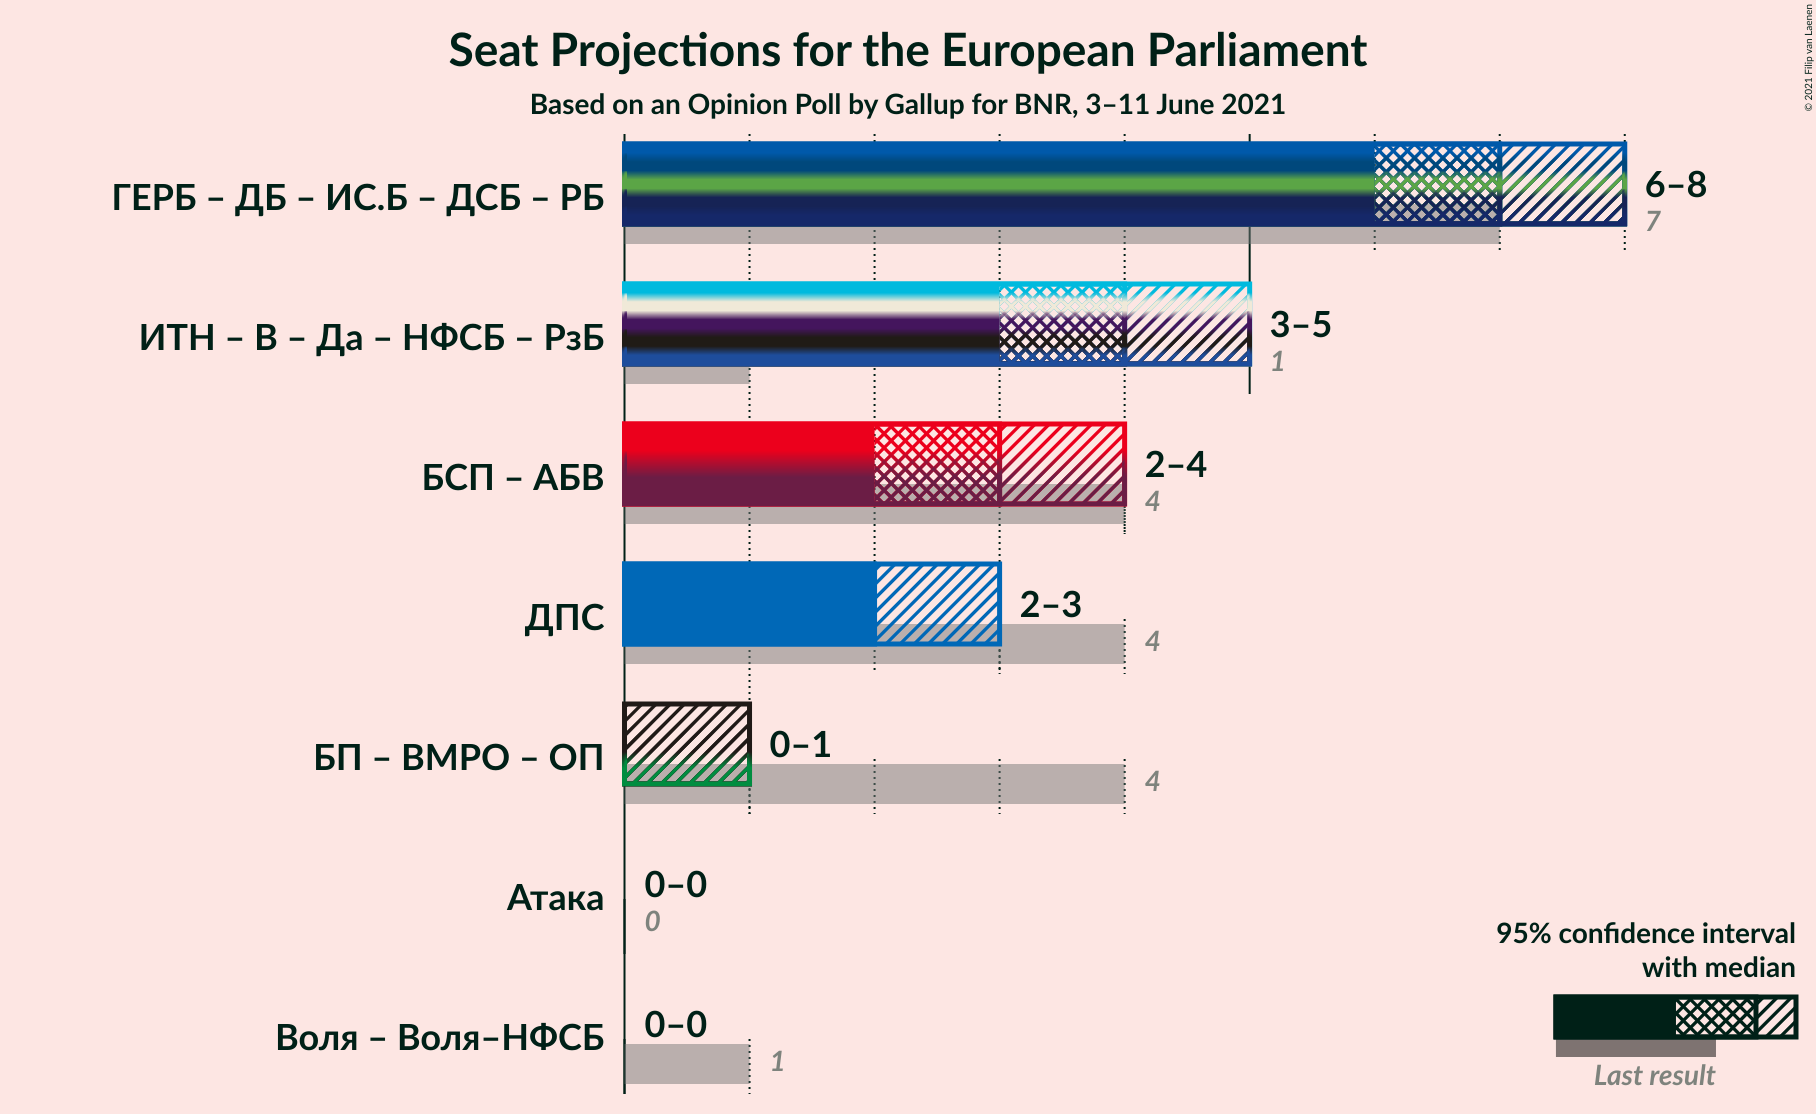 Seat Projections for the European Parliament
Based on an Opinion Poll by Gallup for BNR, 3–11 June 2021
© 2021 Filip van Laenen
ГЕРБ – ДБ – ИС.Б – ДСБ – РБ
6–8
7
ИТН – В – Да – НФСБ – РзБ
3–5
1
БСП – АБВ
2–4
4
ДПС
2–3
4
БП – ВМРО – ОП
0–1
4
Атака
0–0
0
Воля – Воля–НФСБ
0–0
1
95% confidence interval
with median
Last result